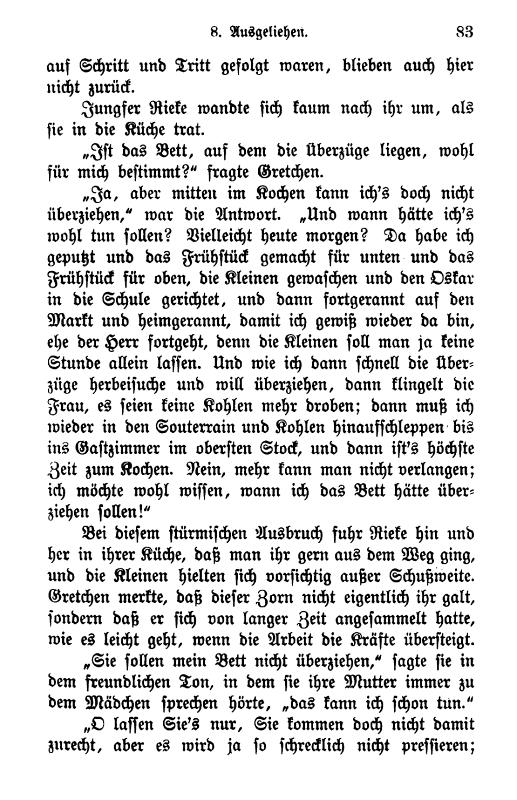 8. Ausgeliehen. 83
auf Schritt und Tritt gefolgt waren, blieben auch hier
nicht zurück.
Jungfer Rieke wandte sich kaum nach ihr um, als
sie in die Küche trat.
„Ist das Bett, auf dem die Überzüge liegen, wohl
für mich bestimmt?“ fragte Gretchen.
„Ja, aber mitten im Kochen kann ich's doch nicht
überziehen,“ war die Antwort. „Und wann hätte ich's
wohl tun sollen? Vielleicht heute morgen? Da habe ich
geputzt und das Frühstück gemacht für unten und das
Frühstück für oben, die Kleinen gewaschen und den Oskar
in die Schule gerichtet, und dann fortgerannt auf den
Markt und heimgerannt, damit ich gewiß wieder da bin,
ehe der Herr fortgeht, denn die Kleinen soll man ja keine
Stunde allein lassen. Und wie ich dann schnell die Über-
züge herbeisuche und will überziehen, dann klingelt die
Frau, es seien keine Kohlen mehr droben; dann muß ich
wieder in den Souterrain und Kohlen hinaufschleppen bis
ins Gastzimmer im obersten Stock, und dann ist's höchste
Zeit zum Kochen. Nein, mehr kann man nicht verlangen;
ich möchte wohl wissen, wann ich das Bett hätte über-
ziehen sollen!“
Bei diesem stürmischen Ausbruch fuhr Rieke hin und
her in ihrer Küche, daß man ihr gern aus dem Weg ging,
und die Kleinen hielten sich vorsichtig außer Schußweite.
Gretchen merkte, daß dieser Zorn nicht eigentlich ihr galt,
sondern daß er sich von langer Zeit angesammelt hatte,
wie es leicht geht, wenn die Arbeit die Kräfte übersteigt.
„Sie sollen mein Bett nicht überziehen,“ sagte sie in
dem freundlichen Ton, in dem sie ihre Mutter immer zu
dem Mädchen sprechen hörte, „das kann ich schon tun.“
„O lassen Sie's nur, Sie kommen doch nicht damit
zurecht, aber es wird ja so schrecklich nicht pressieren;